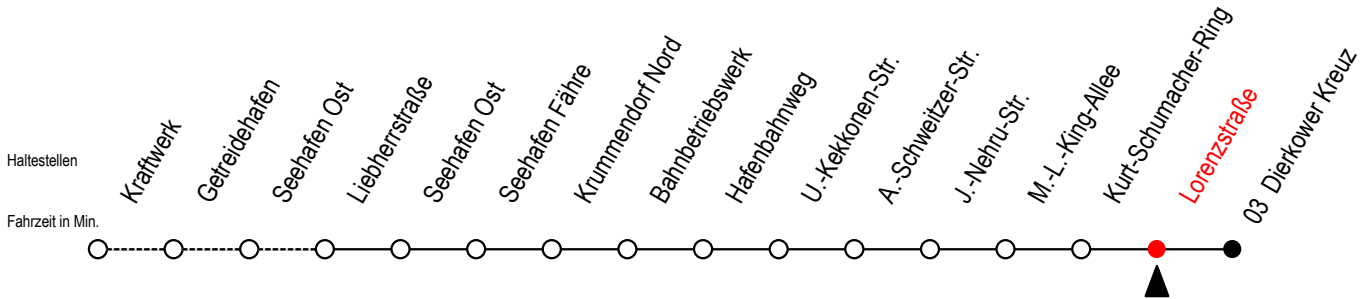 Haltestellen
Fahrzeit in Min.
Kraftwerk
Getreidehafen
Seehafen Ost
Liebherrstraße
Seehafen Ost
Seehafen Fähre
Krummendorf Nord
Bahnbetriebswerk
Hafenbahnweg
U.-Kekkonen-Str.
A.-Schweitzer-Str.
J.-Nehru-Str.
M.-L.-King-Allee
Kurt-Schumacher-Ring
Lorenzstraße
03 Dierkower Kreuz